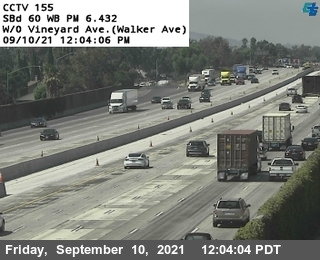 CCTV 155
SBd 60 WB PM 6.432
W/O Vineyard Ave.(Walker Ave)
09/10/21 12:04:06 PM
Friday, September 10, 2021 12:04:04 PDT